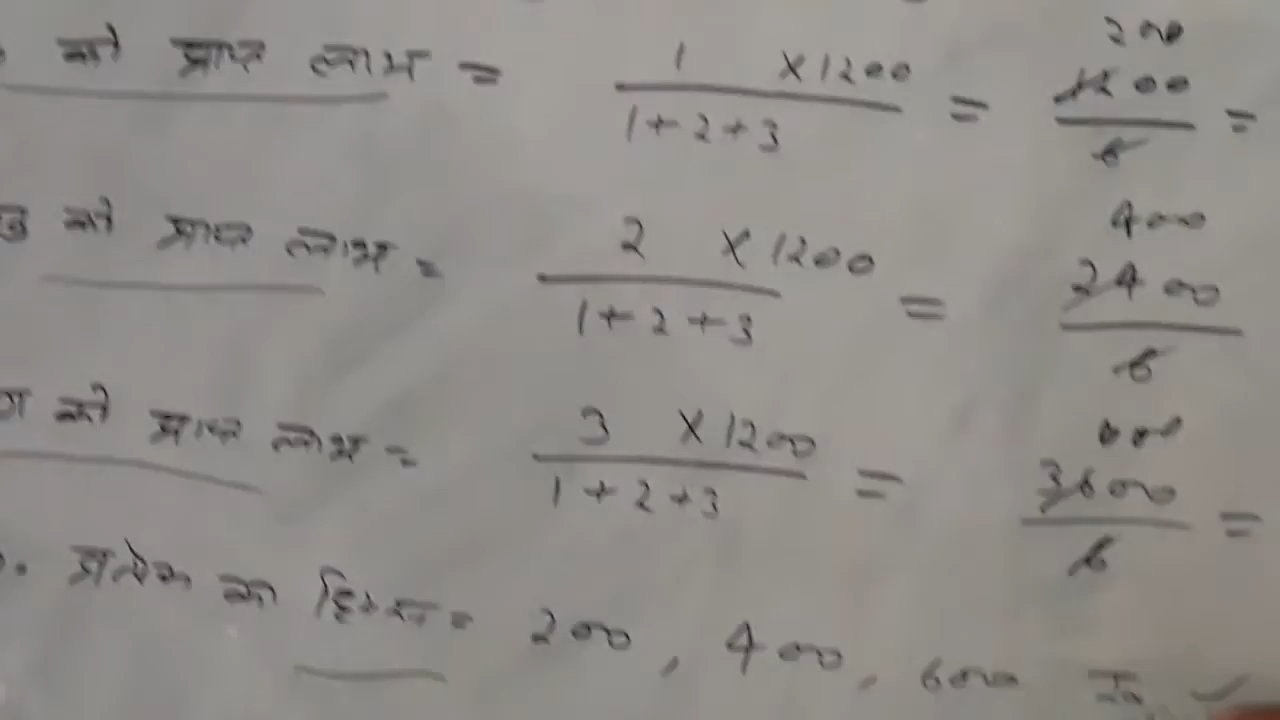 को प्राप्त लाभ = 1 × 1200 / 1+2+3 = 200 1200 / 6 =
को प्राप्त लाभ = 2 × 1200 / 1+2+3 = 400 2400 / 6
ग को प्राप्त लाभ = 3 × 1200 / 1+2+3 = 600 3600 / 6 =
प्रत्येक का हिस्सा = 200, 400, 600 रू.